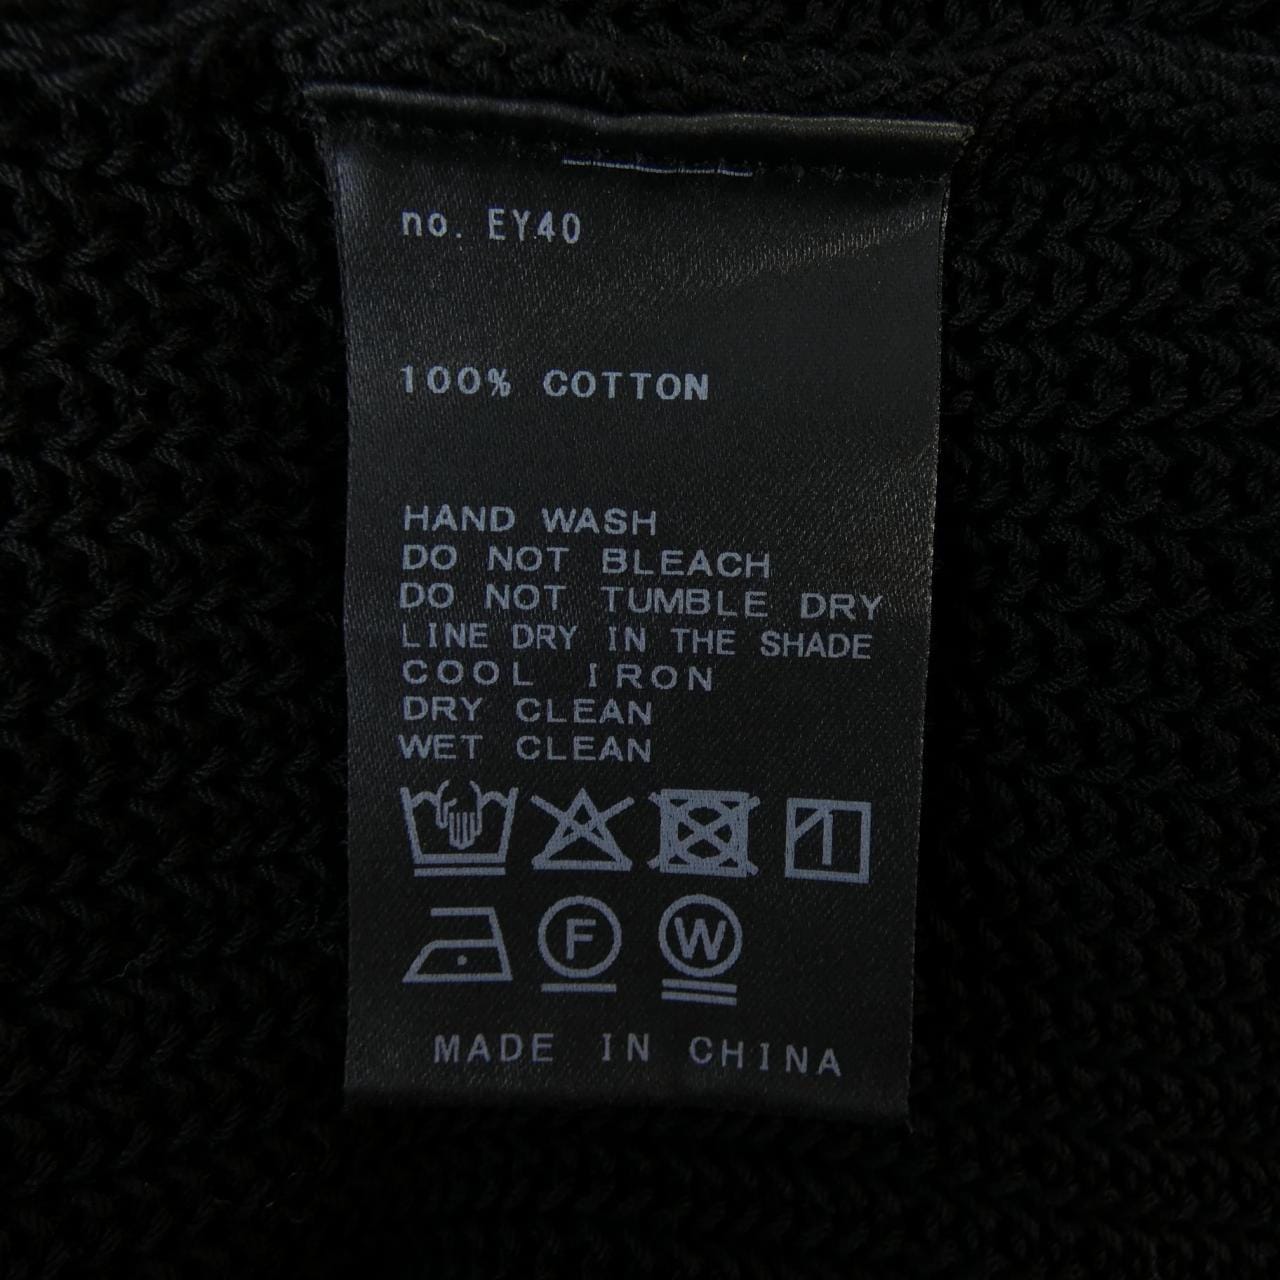 no. EY40
100% COTTON
HAND WASH
DO NOT BLEACH
DO NOT TUMBLE DRY
LINE DRY IN THE SHADE
COOL IRON
DRY CLEAN
WET CLEAN
F W
MADE IN CHINA